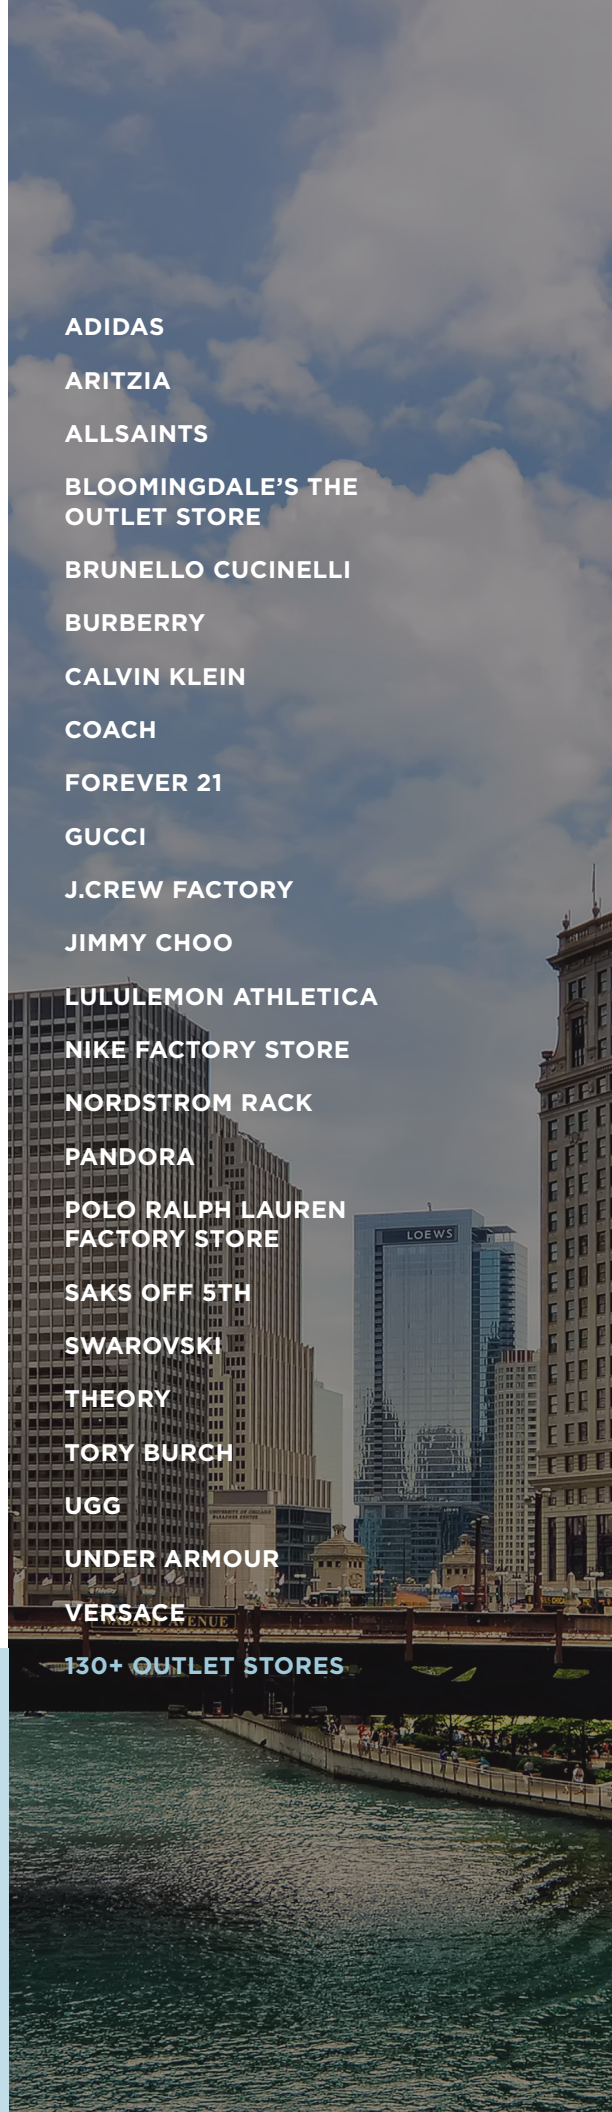 ADIDAS
ARITZIA
ALLSAINTS
BLOOMINGDALE’S THE
OUTLET STORE
BRUNELLO CUCINELLI
BURBERRY
CALVIN KLEIN
COACH
FOREVER 21
GUCCI
J.CREW FACTORY
JIMMY CHOO
LULULEMON ATHLETICA
NIKE FACTORY STORE
NORDSTROM RACK
PANDORA
POLO RALPH LAUREN
FACTORY STORE
LOEWS
SAKS OFF 5TH
SWAROVSKI
THEORY
TORY BURCH
UGG
UNDER ARMOUR
VERSACE
AVENUE
130+ OUTLET STORES